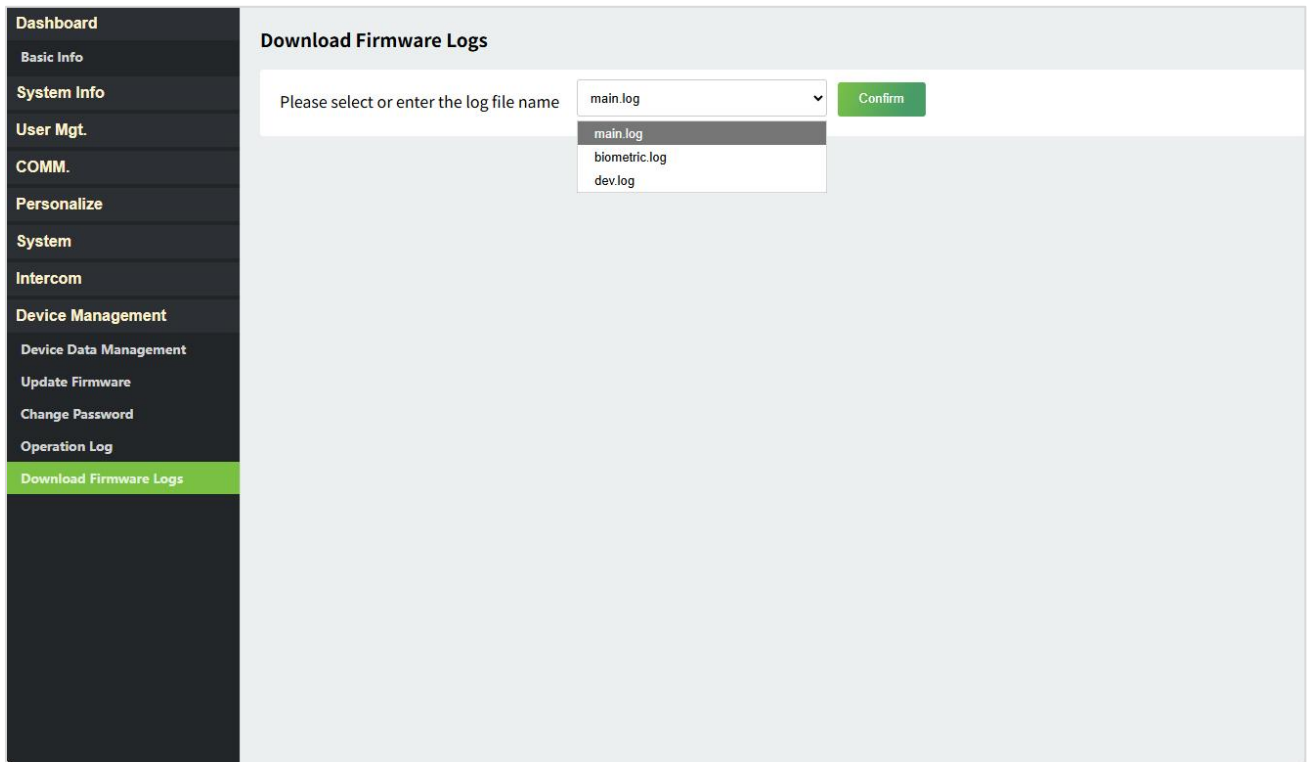 Dashboard
Basic Info
System Info
User Mgt.
COMM.
Personalize
System
Intercom
Device Management
Device Data Management
Update Firmware
Change Password
Operation Log
Download Firmware Logs
Download Firmware Logs
Please select or enter the log file name main.log Confirm
main.log
biometric.log
dev.log